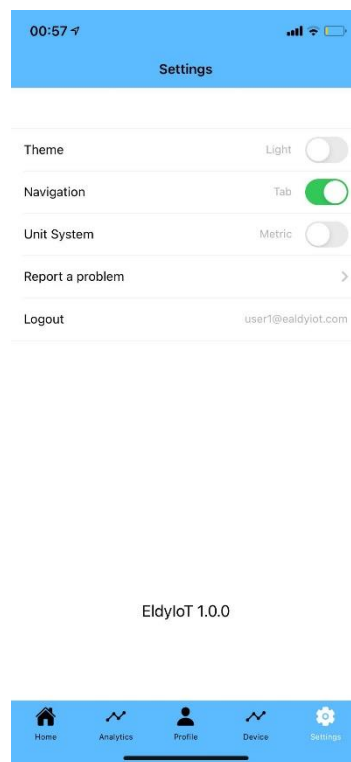 00:57
Settings
Theme Light
Navigation Tab
Unit System Metric
Report a problem
Logout user1@ealdyiot.com
EldyIoT 1.0.0
Home Analytics Profile Device Settings